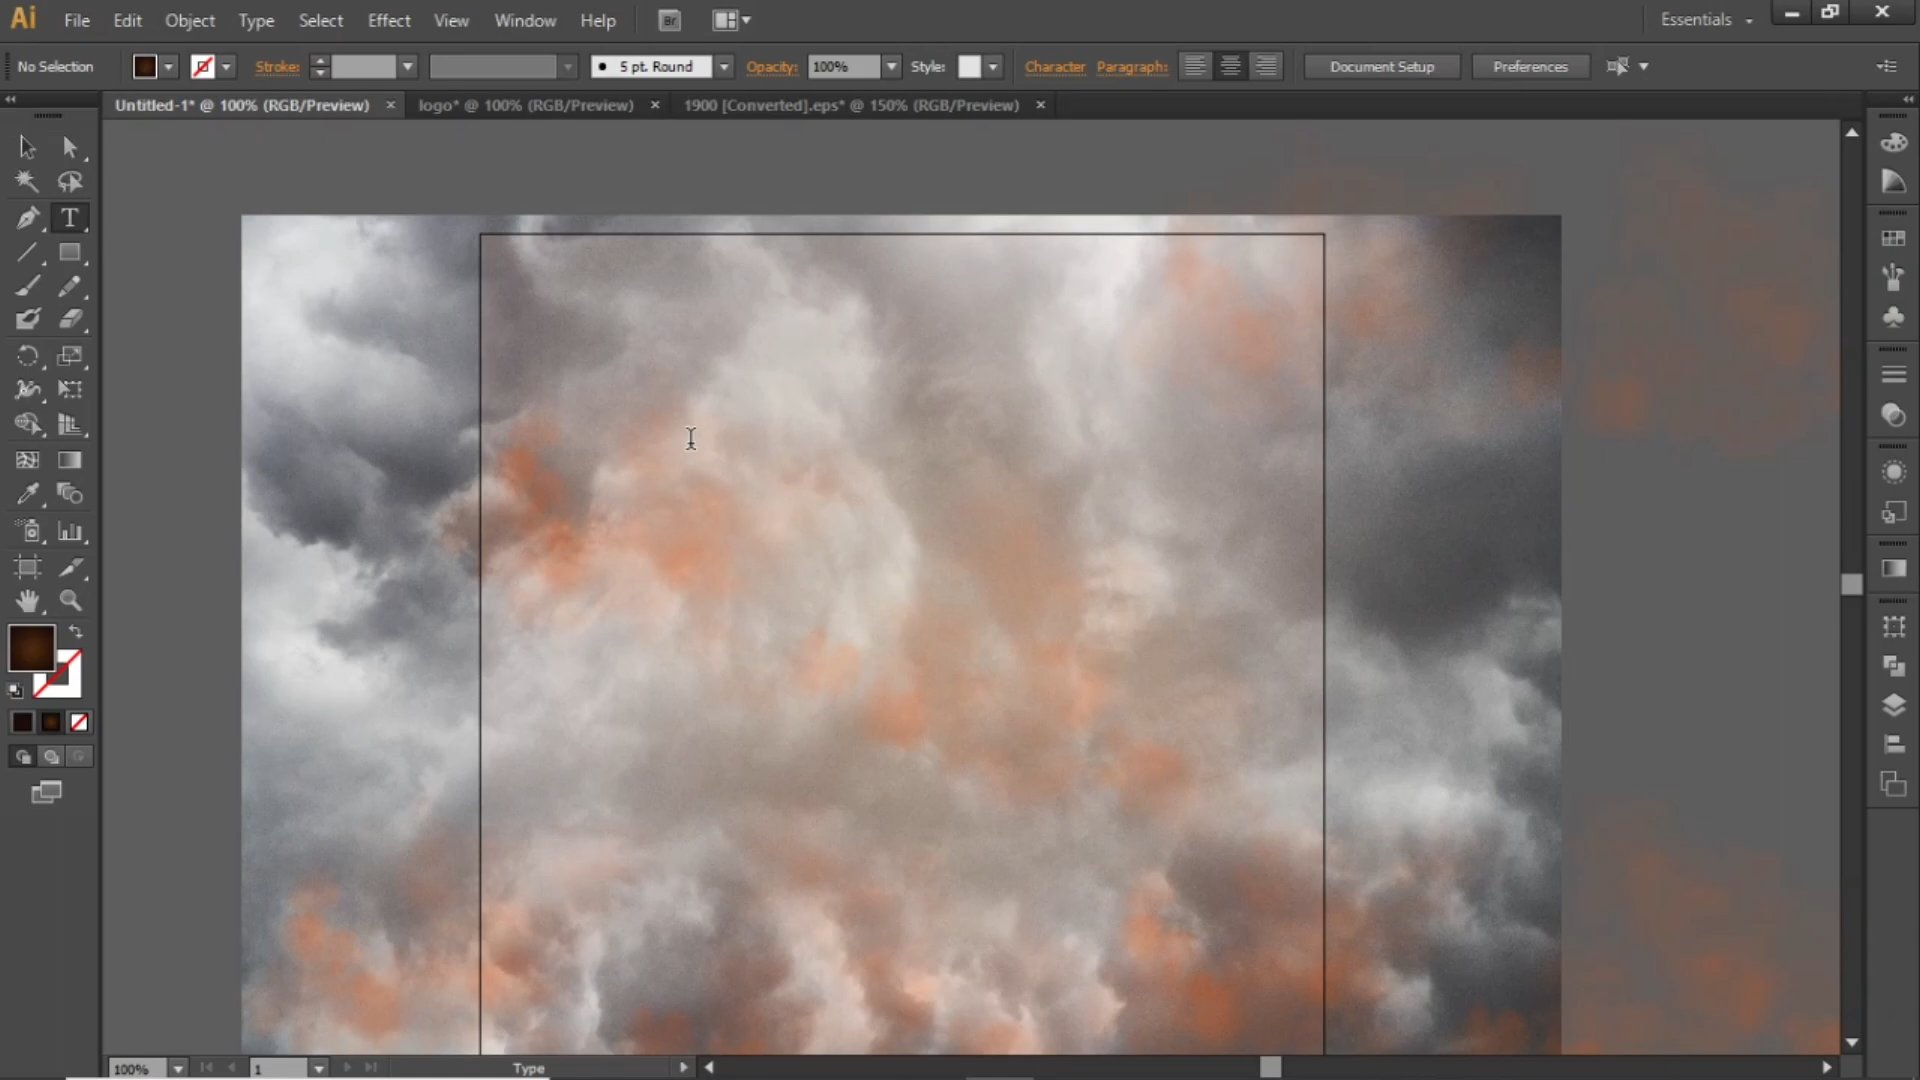 Ai File Edit Object Type Select Effect View Window Help Br Essentials
No Selection Stroke: 5 pt. Round Opacity: 100% Style: Character Paragraph: Document Setup Preferences
Untitled-1* @ 100% (RGB/Preview) × logo* @ 100% (RGB/Preview) × 1900 [Converted].eps* @ 150% (RGB/Preview) ×
T
100% 1 Type